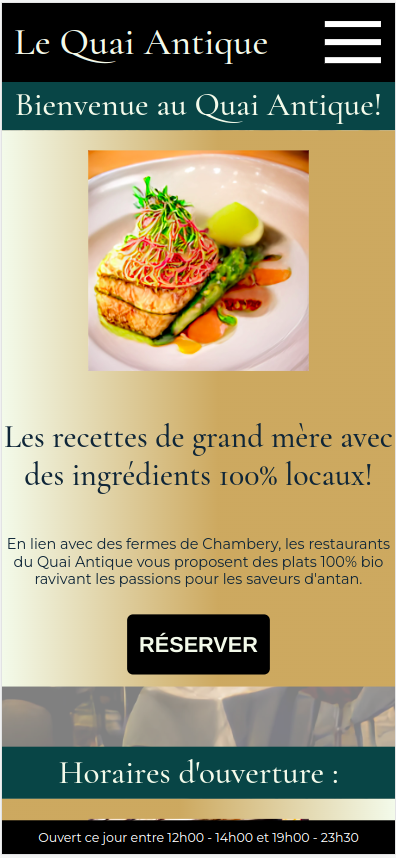 Le Quai Antique
Bienvenue au Quai Antique!
Les recettes de grand mère avec
des ingrédients 100% locaux!
En lien avec des fermes de Chambery, les restaurants
du Quai Antique vous proposent des plats 100% bio
ravivant les passions pour les saveurs d'antan.
RÉSERVER
Horaires d'ouverture :
Ouvert ce jour entre 12h00 - 14h00 et 19h00 - 23h30